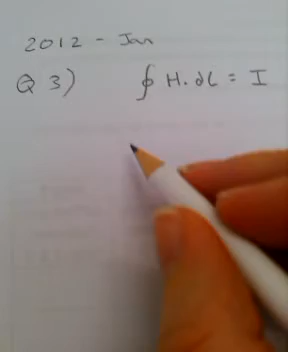 2012 - Jan
Q 3) ∮ H.dL = I